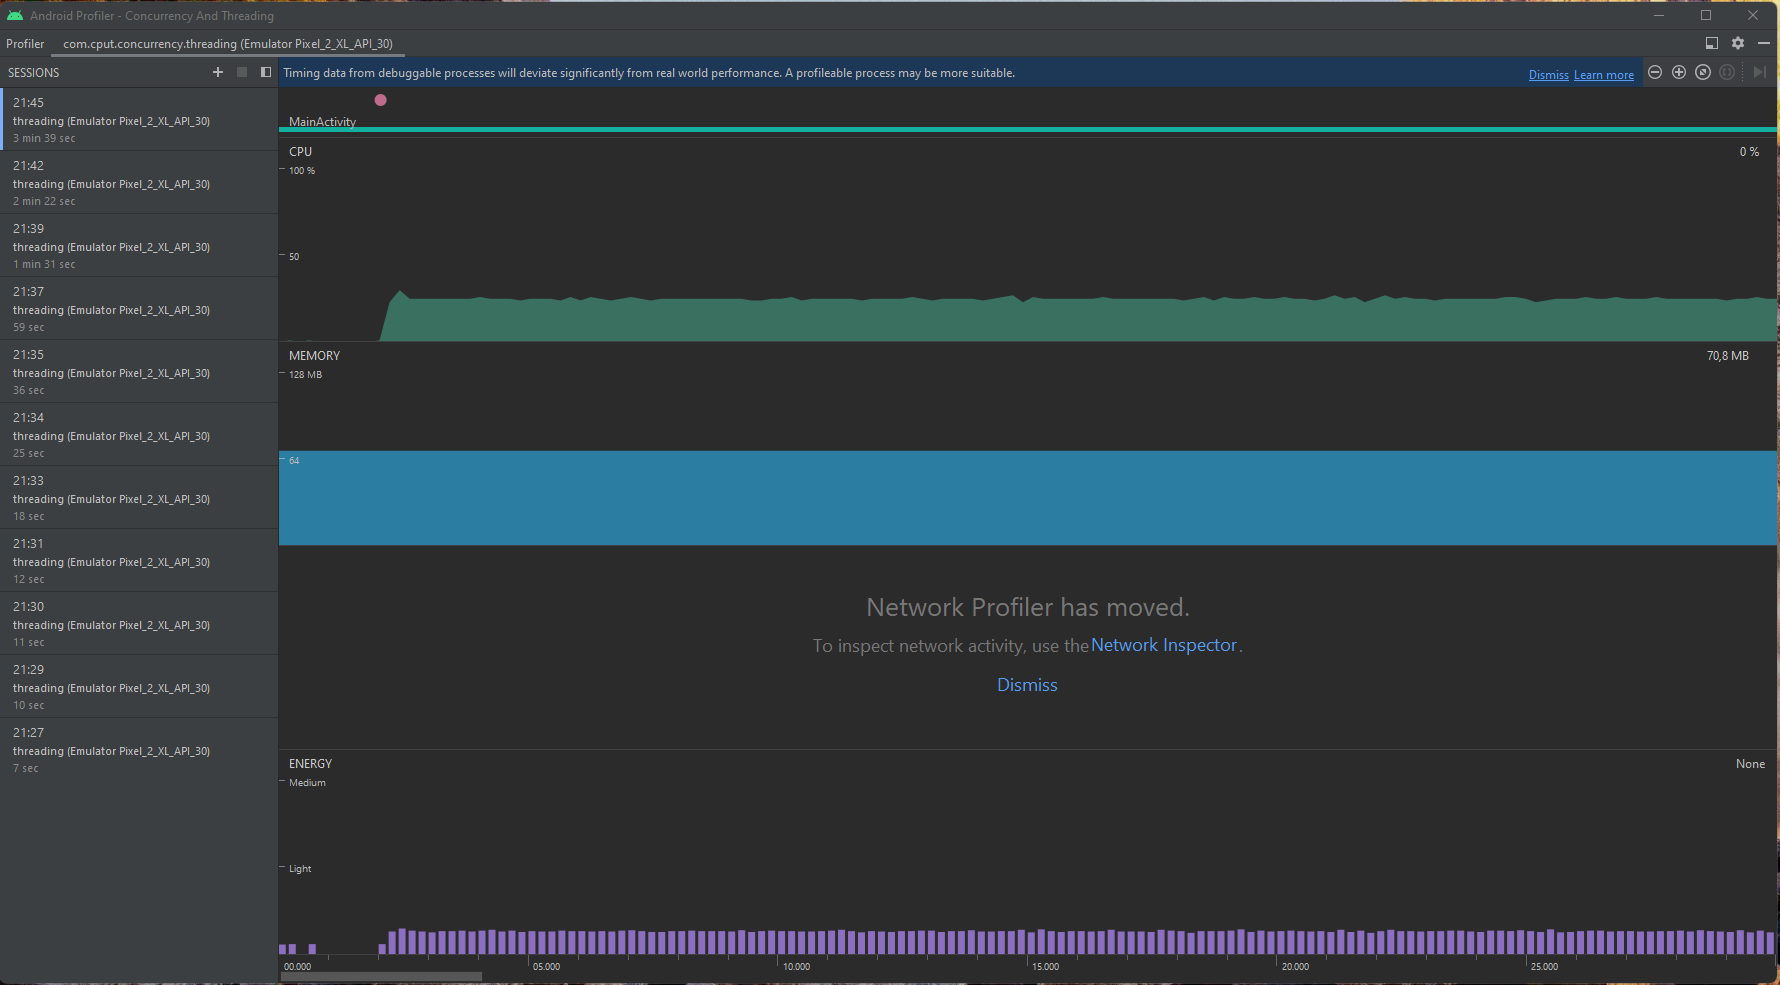 Android Profiler - Concurrency And Threading
Profiler
com.cput.concurrency.threading (Emulator Pixel_2_XL_API_30)
SESSIONS
Timing data from debuggable processes will deviate significantly from real world performance. A profileable process may be more suitable.
Dismiss Learn more
21:45
threading (Emulator Pixel_2_XL_API_30)
3 min 39 sec
21:42
threading (Emulator Pixel_2_XL_API_30)
2 min 22 sec
21:39
threading (Emulator Pixel_2_XL_API_30)
1 min 31 sec
21:37
threading (Emulator Pixel_2_XL_API_30)
59 sec
21:35
threading (Emulator Pixel_2_XL_API_30)
36 sec
21:34
threading (Emulator Pixel_2_XL_API_30)
25 sec
21:33
threading (Emulator Pixel_2_XL_API_30)
18 sec
21:31
threading (Emulator Pixel_2_XL_API_30)
12 sec
21:30
threading (Emulator Pixel_2_XL_API_30)
11 sec
21:29
threading (Emulator Pixel_2_XL_API_30)
10 sec
21:27
threading (Emulator Pixel_2_XL_API_30)
7 sec
MainActivity
CPU
0 %
100 %
50
MEMORY
70,8 MB
128 MB
64
Network Profiler has moved.
To inspect network activity, use the Network Inspector.
Dismiss
ENERGY
None
Medium
Light
00.000
05.000
10.000
15.000
20.000
25.000